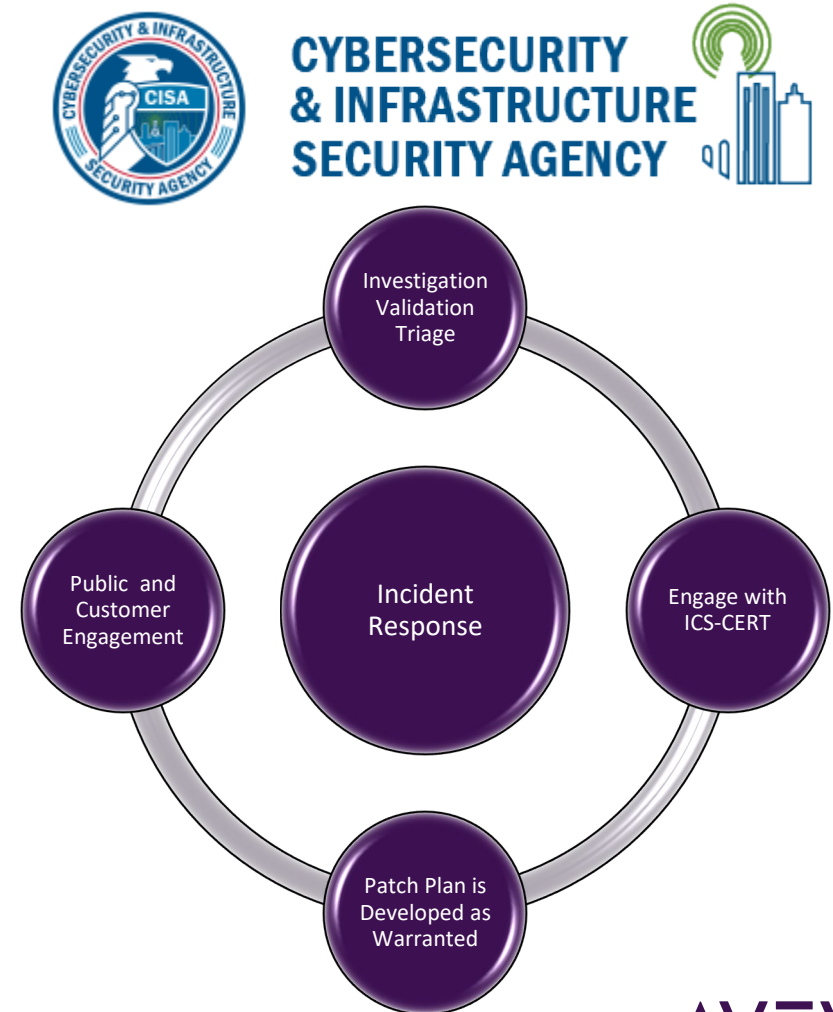 CYBERSECURITY & INFRASTRUCTURE
SECURITY AGENCY
CISA
CYBERSECURITY
& INFRASTRUCTURE
SECURITY AGENCY
Investigation
Validation
Triage
Public and
Customer
Engagement
Incident
Response
Engage with
ICS-CERT
Patch Plan is
Developed as
Warranted